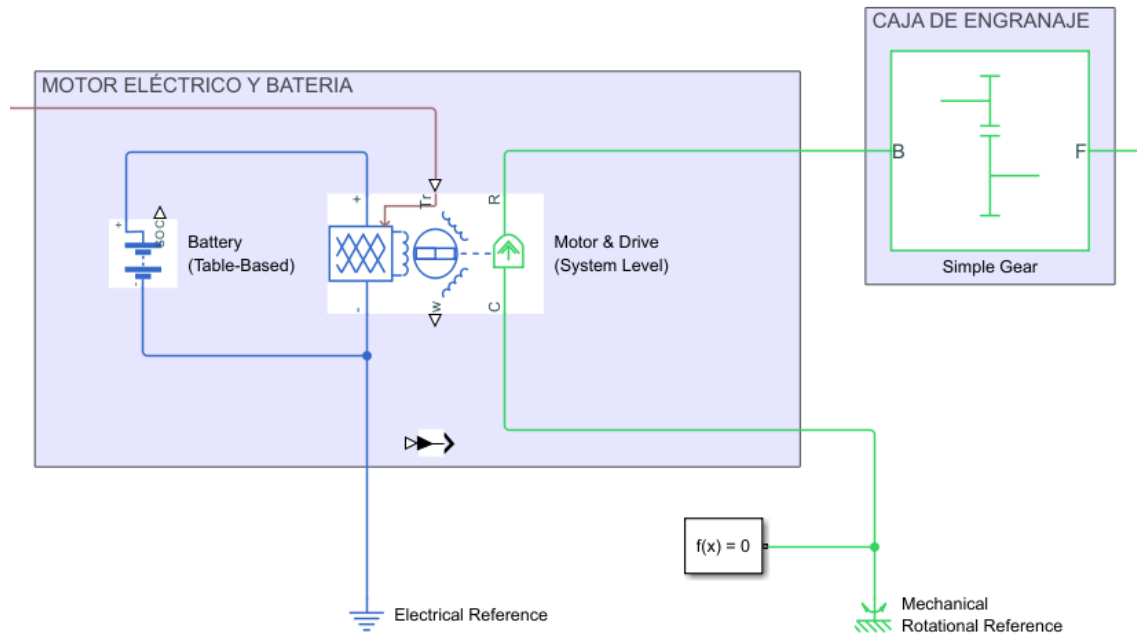 CAJA DE ENGRANAJE
MOTOR ELÉCTRICO Y BATERIA
B
F
Simple Gear
Tr
R
+
+
SOC
Battery
(Table-Based)
-
Motor & Drive
(System Level)
-
w
C
f(x) = 0
Electrical Reference
Mechanical
Rotational Reference